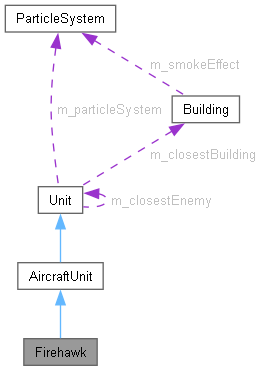 ParticleSystem
m_smokeEffect
m_particleSystem
Building
m_closestBuilding
Unit
m_closestEnemy
AircraftUnit
Firehawk